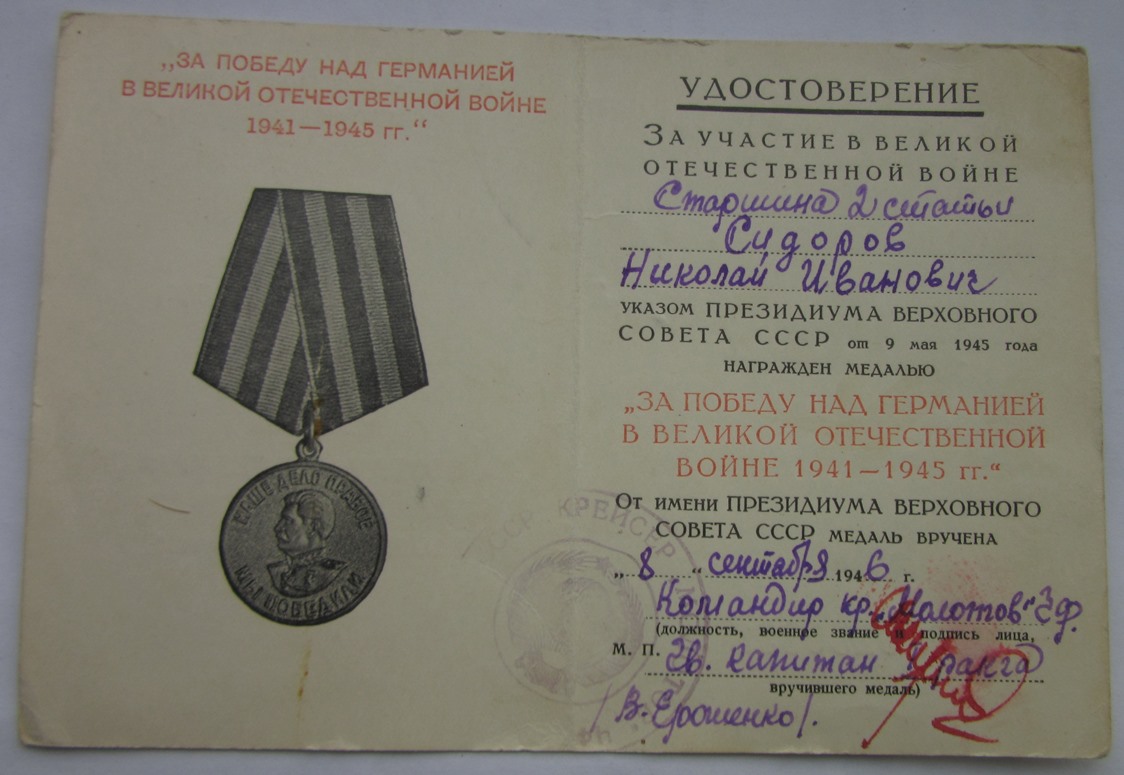 „ЗА ПОБЕДУ НАД ГЕРМАНИЕЙ
В ВЕЛИКОЙ ОТЕЧЕСТВЕННОЙ ВОЙНЕ
1941—1945 гг.“
НАШЕ ДЕЛО ПРАВОЕ
МЫ ПОБЕДИЛИ
УДОСТОВЕРЕНИЕ
ЗА УЧАСТИЕ В ВЕЛИКОЙ
ОТЕЧЕСТВЕННОЙ ВОЙНЕ
Старшина 2 статьи
Сидоров
Николай Иванович
УКАЗОМ ПРЕЗИДИУМА ВЕРХОВНОГО
СОВЕТА СССР от 9 мая 1945 года
НАГРАЖДЕН МЕДАЛЬЮ
„ЗА ПОБЕДУ НАД ГЕРМАНИЕЙ
В ВЕЛИКОЙ ОТЕЧЕСТВЕННОЙ
ВОЙНЕ 1941—1945 гг.“
ОТ ИМЕНИ ПРЕЗИДИУМА ВЕРХОВНОГО
СОВЕТА СССР МЕДАЛЬ ВРУЧЕНА
„8“ сентября 1946 г.
Командир кр. „Молотов“ Зф.
(должность, военное звание и подпись лица,
М. П. Гв. капитан 1 ранга
вручившего медаль)
/В. Ерошенко/.
СССР КРЕЙСЕР